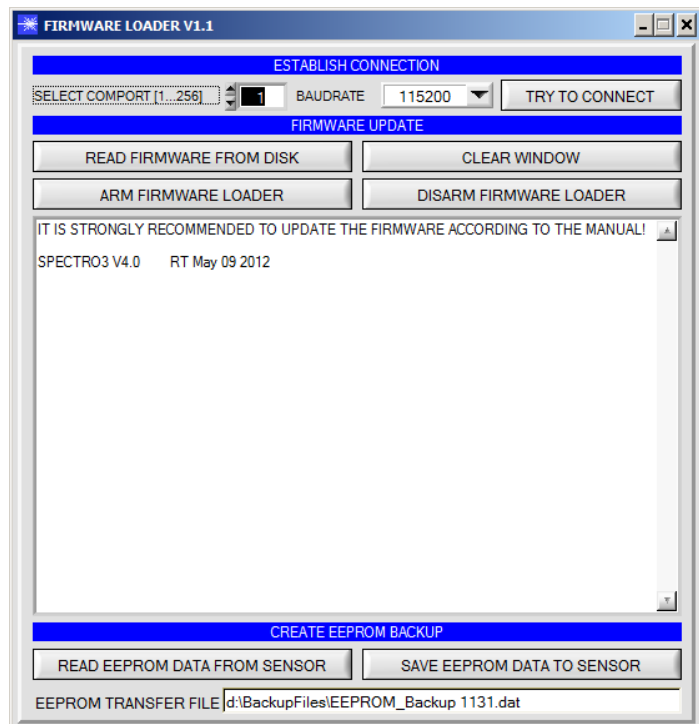 FIRMWARE LOADER V1.1
ESTABLISH CONNECTION
SELECT COMPORT [1...256] 1 BAUDRATE 115200 TRY TO CONNECT
FIRMWARE UPDATE
READ FIRMWARE FROM DISK CLEAR WINDOW
ARM FIRMWARE LOADER DISARM FIRMWARE LOADER
IT IS STRONGLY RECOMMENDED TO UPDATE THE FIRMWARE ACCORDING TO THE MANUAL!
SPECTRO3 V4.0 RT May 09 2012
CREATE EEPROM BACKUP
READ EEPROM DATA FROM SENSOR SAVE EEPROM DATA TO SENSOR
EEPROM TRANSFER FILE d:\BackupFiles\EEPROM_Backup 1131.dat